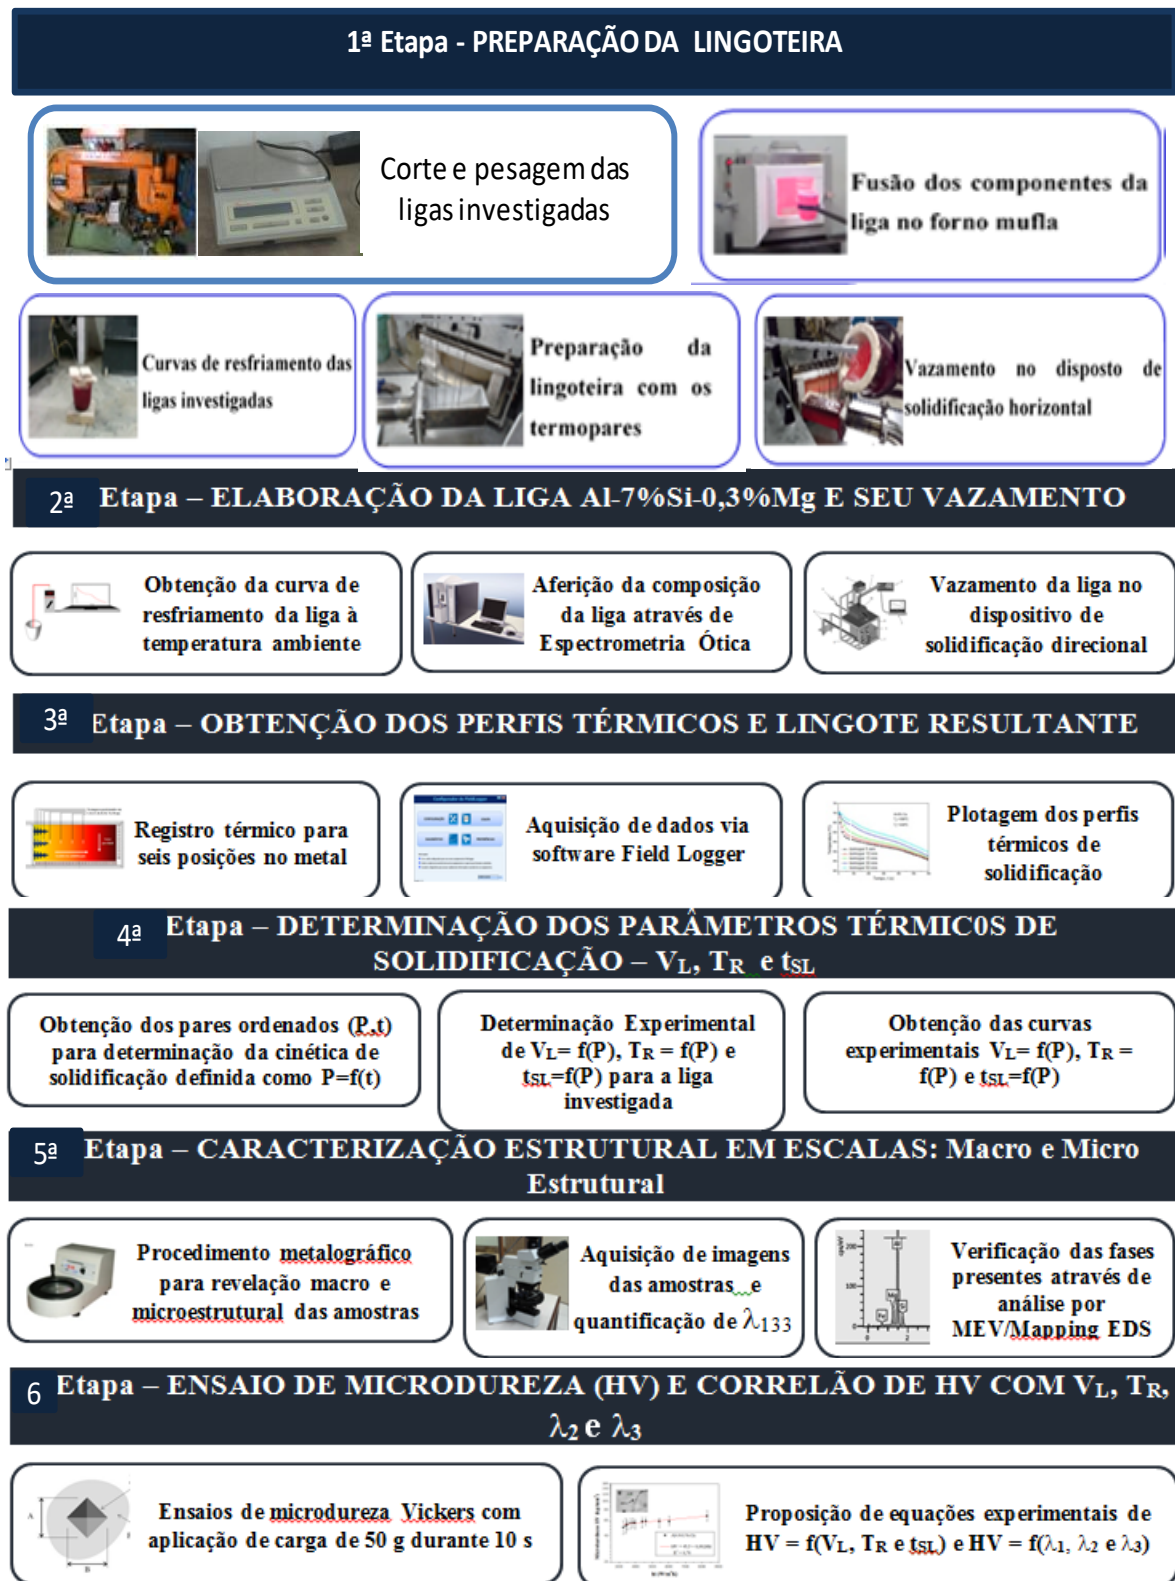 1ª Etapa - PREPARAÇÃO DA LINGOTEIRA
Corte e pesagem das
ligas investigadas
Fusão dos componentes da
liga no forno mufla
Curvas de resfriamento das
ligas investigadas
Preparação da
lingoteira com os
termopares
Vazamento no disposto de
solidificação horizontal
2ª Etapa – ELABORAÇÃO DA LIGA Al-7%Si-0,3%Mg E SEU VAZAMENTO
Obtenção da curva de
resfriamento da liga à
temperatura ambiente
Aferição da composição
da liga através de
Espectrometria Ótica
Vazamento da liga no
dispositivo de
solidificação direcional
3ª Etapa – OBTENÇÃO DOS PERFIS TÉRMICOS E LINGOTE RESULTANTE
Registro térmico para
seis posições no metal
Aquisição de dados via
software Field Logger
Plotagem dos perfis
térmicos de
solidificação
4ª Etapa – DETERMINAÇÃO DOS PARÂMETROS TÉRMIC0S DE
SOLIDIFICAÇÃO – VL, TR e tSL
Obtenção dos pares ordenados (P,t)
para determinação da cinética de
solidificação definida como P=f(t)
Determinação Experimental
de VL= f(P), TR = f(P) e
tSL=f(P) para a liga
investigada
Obtenção das curvas
experimentais VL= f(P), TR =
f(P) e tSL=f(P)
5ª Etapa – CARACTERIZAÇÃO ESTRUTURAL EM ESCALAS: Macro e Micro
Estrutural
Procedimento metalográfico
para revelação macro e
microestrutural das amostras
Aquisição de imagens
das amostras e
quantificação de λ133
200
100
0
0 2
Verificação das fases
presentes através de
análise por
MEV/Mapping EDS
6 Etapa – ENSAIO DE MICRODUREZA (HV) E CORRELÃO DE HV COM VL, TR,
λ2 e λ3
A
B
Ensaios de microdureza Vickers com
aplicação de carga de 50 g durante 10 s
Proposição de equações experimentais de
HV = f(VL, TR e tSL) e HV = f(λ1, λ2 e λ3)